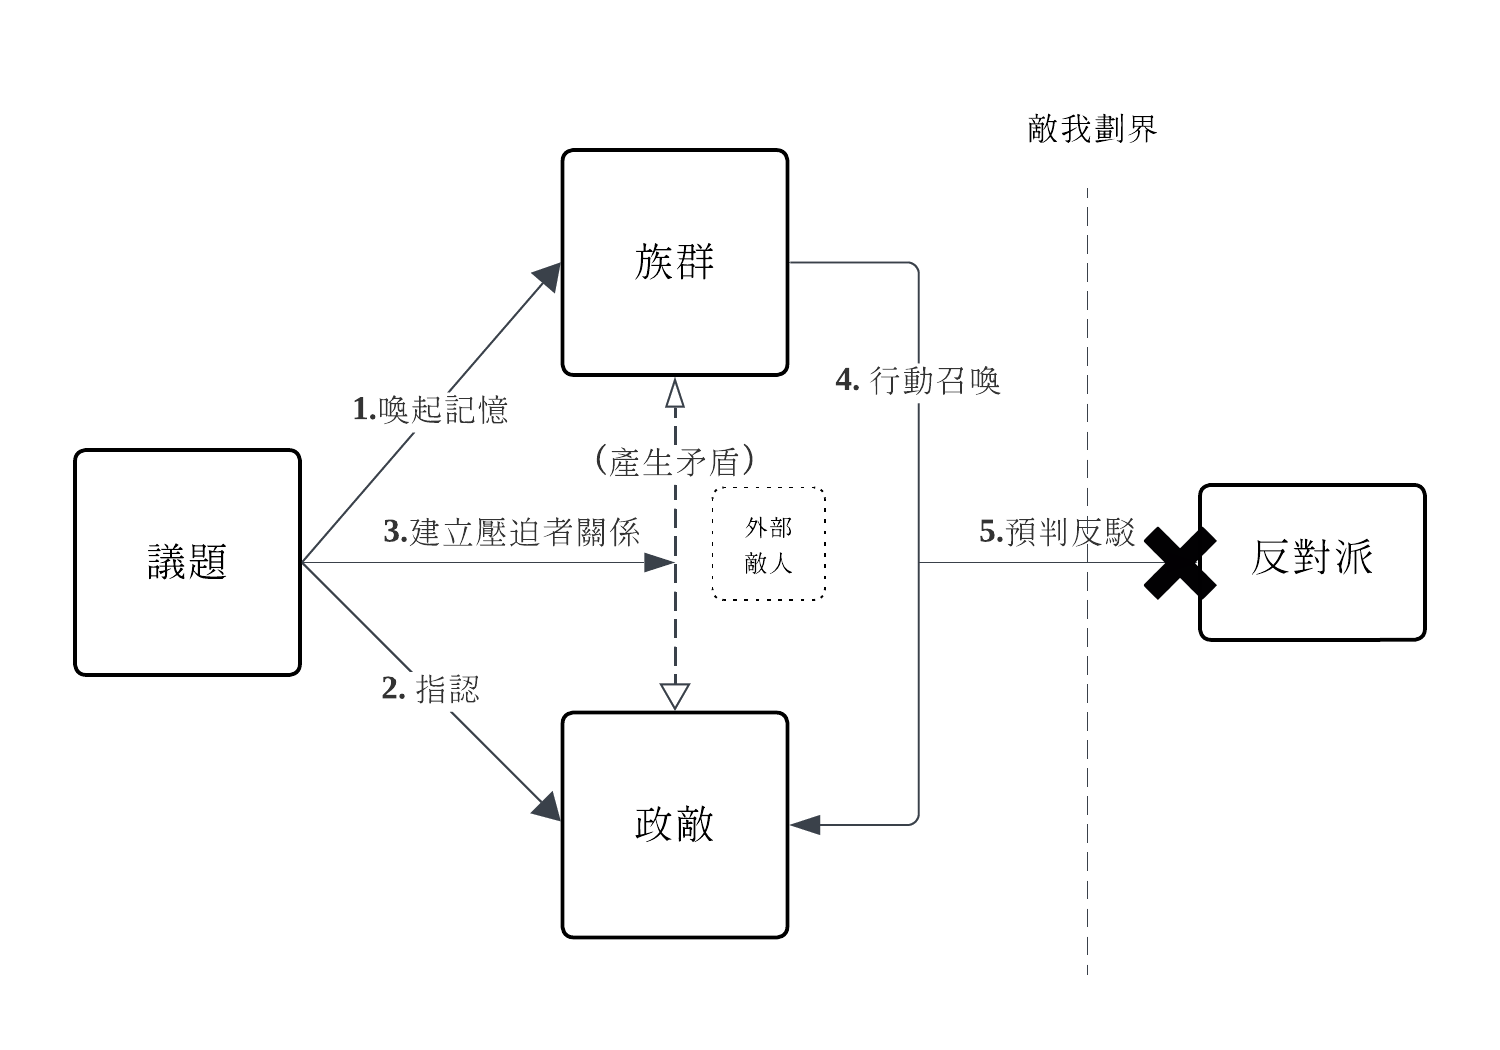 敵我劃界
族群
4. 行動召喚
1.喚起記憶
(產生矛盾)
3.建立壓迫者關係
外部
敵人
5.預判反駁
議題
反對派
2. 指認
政敵